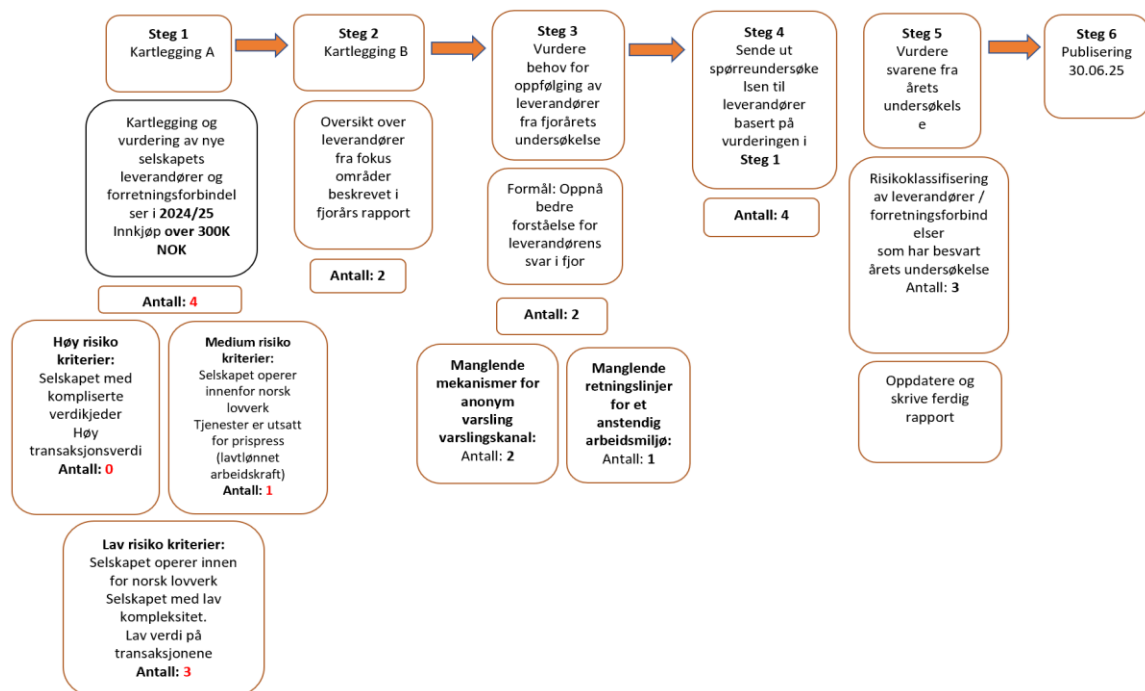 Steg 1
Kartlegging A
Kartlegging og
vurdering av nye
selskapets
leverandører og
forretningsforbindel
ser i 2024/25
Innkjøp over 300K
NOK
Antall: 4
Høy risiko
kriterier:
Selskapet med
kompliserte
verdikjeder
Høy
transaksjonsverdi
Antall: 0
Medium risiko
kriterier:
Selskapet operer
innenfor norsk
lovverk
Tjenester er utsatt
for prispress
(lavtlønnet
arbeidskraft)
Antall: 1
Lav risiko kriterier:
Selskapet operer innen
for norsk lovverk
Selskapet med lav
kompleksitet.
Lav verdi på
transaksjonene
Antall: 3
Steg 2
Kartlegging B
Oversikt over
leverandører
fra fokus
områder
beskrevet i
fjorårs rapport
Antall: 2
Steg 3
Vurdere
behov for
oppfølging av
leverandører
fra fjorårets
undersøkelse
Formål: Oppnå
bedre
forståelse for
leverandørens
svar i fjor
Antall: 2
Manglende
mekanismer for
anonym
varsling
varslingskanal:
Antall: 2
Manglende
retningslinjer
for et
anstendig
arbeidsmiljø:
Antall: 1
Steg 4
Sende ut
spørreundersøke
lsen til
leverandører
basert på
vurderingen i
Steg 1
Antall: 4
Steg 5
Vurdere
svarene fra
årets
undersøkels
e
Risikoklassifisering
av leverandører /
forretningsforbind
elser
som har besvart
årets undersøkelse
Antall: 3
Oppdatere og
skrive ferdig
rapport
Steg 6
Publisering
30.06.25